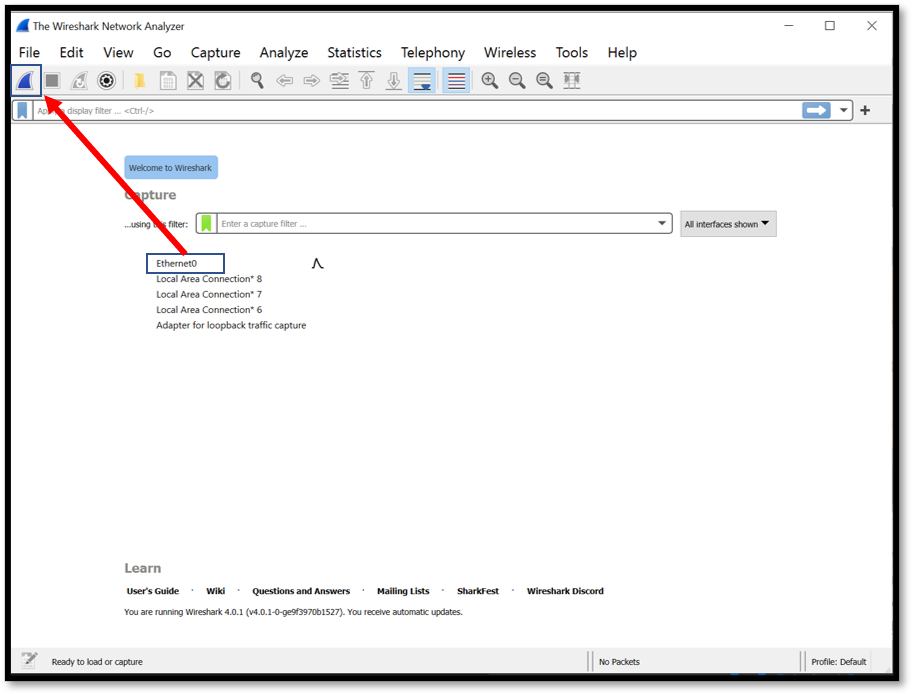 The Wireshark Network Analyzer
File Edit View Go Capture Analyze Statistics Telephony Wireless Tools Help
display filter ... <Ctrl-/>
Welcome to Wireshark
Capture
...using this filter: Enter a capture filter ... All interfaces shown
Ethernet0
Local Area Connection* 8
Local Area Connection* 7
Local Area Connection* 6
Adapter for loopback traffic capture
Learn
User's Guide · Wiki · Questions and Answers · Mailing Lists · SharkFest · Wireshark Discord
You are running Wireshark 4.0.1 (v4.0.1-0-ge9f3970b1527). You receive automatic updates.
Ready to load or capture No Packets Profile: Default